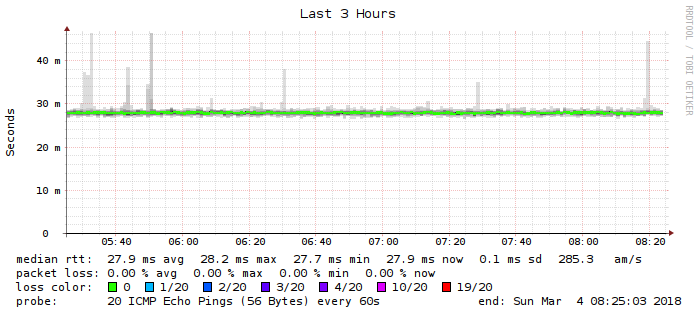 Last 3 Hours
RRDTOOL / TOBI OETIKER
Seconds
40 m
30 m
20 m
10 m
0
05:40 06:00 06:20 06:40 07:00 07:20 07:40 08:00 08:20
median rtt: 27.9 ms avg 28.2 ms max 27.7 ms min 27.9 ms now 0.1 ms sd 285.3 am/s
packet loss: 0.00 % avg 0.00 % max 0.00 % min 0.00 % now
loss color: 0 1/20 2/20 3/20 4/20 10/20 19/20
probe: 20 ICMP Echo Pings (56 Bytes) every 60s end: Sun Mar 4 08:25:03 2018